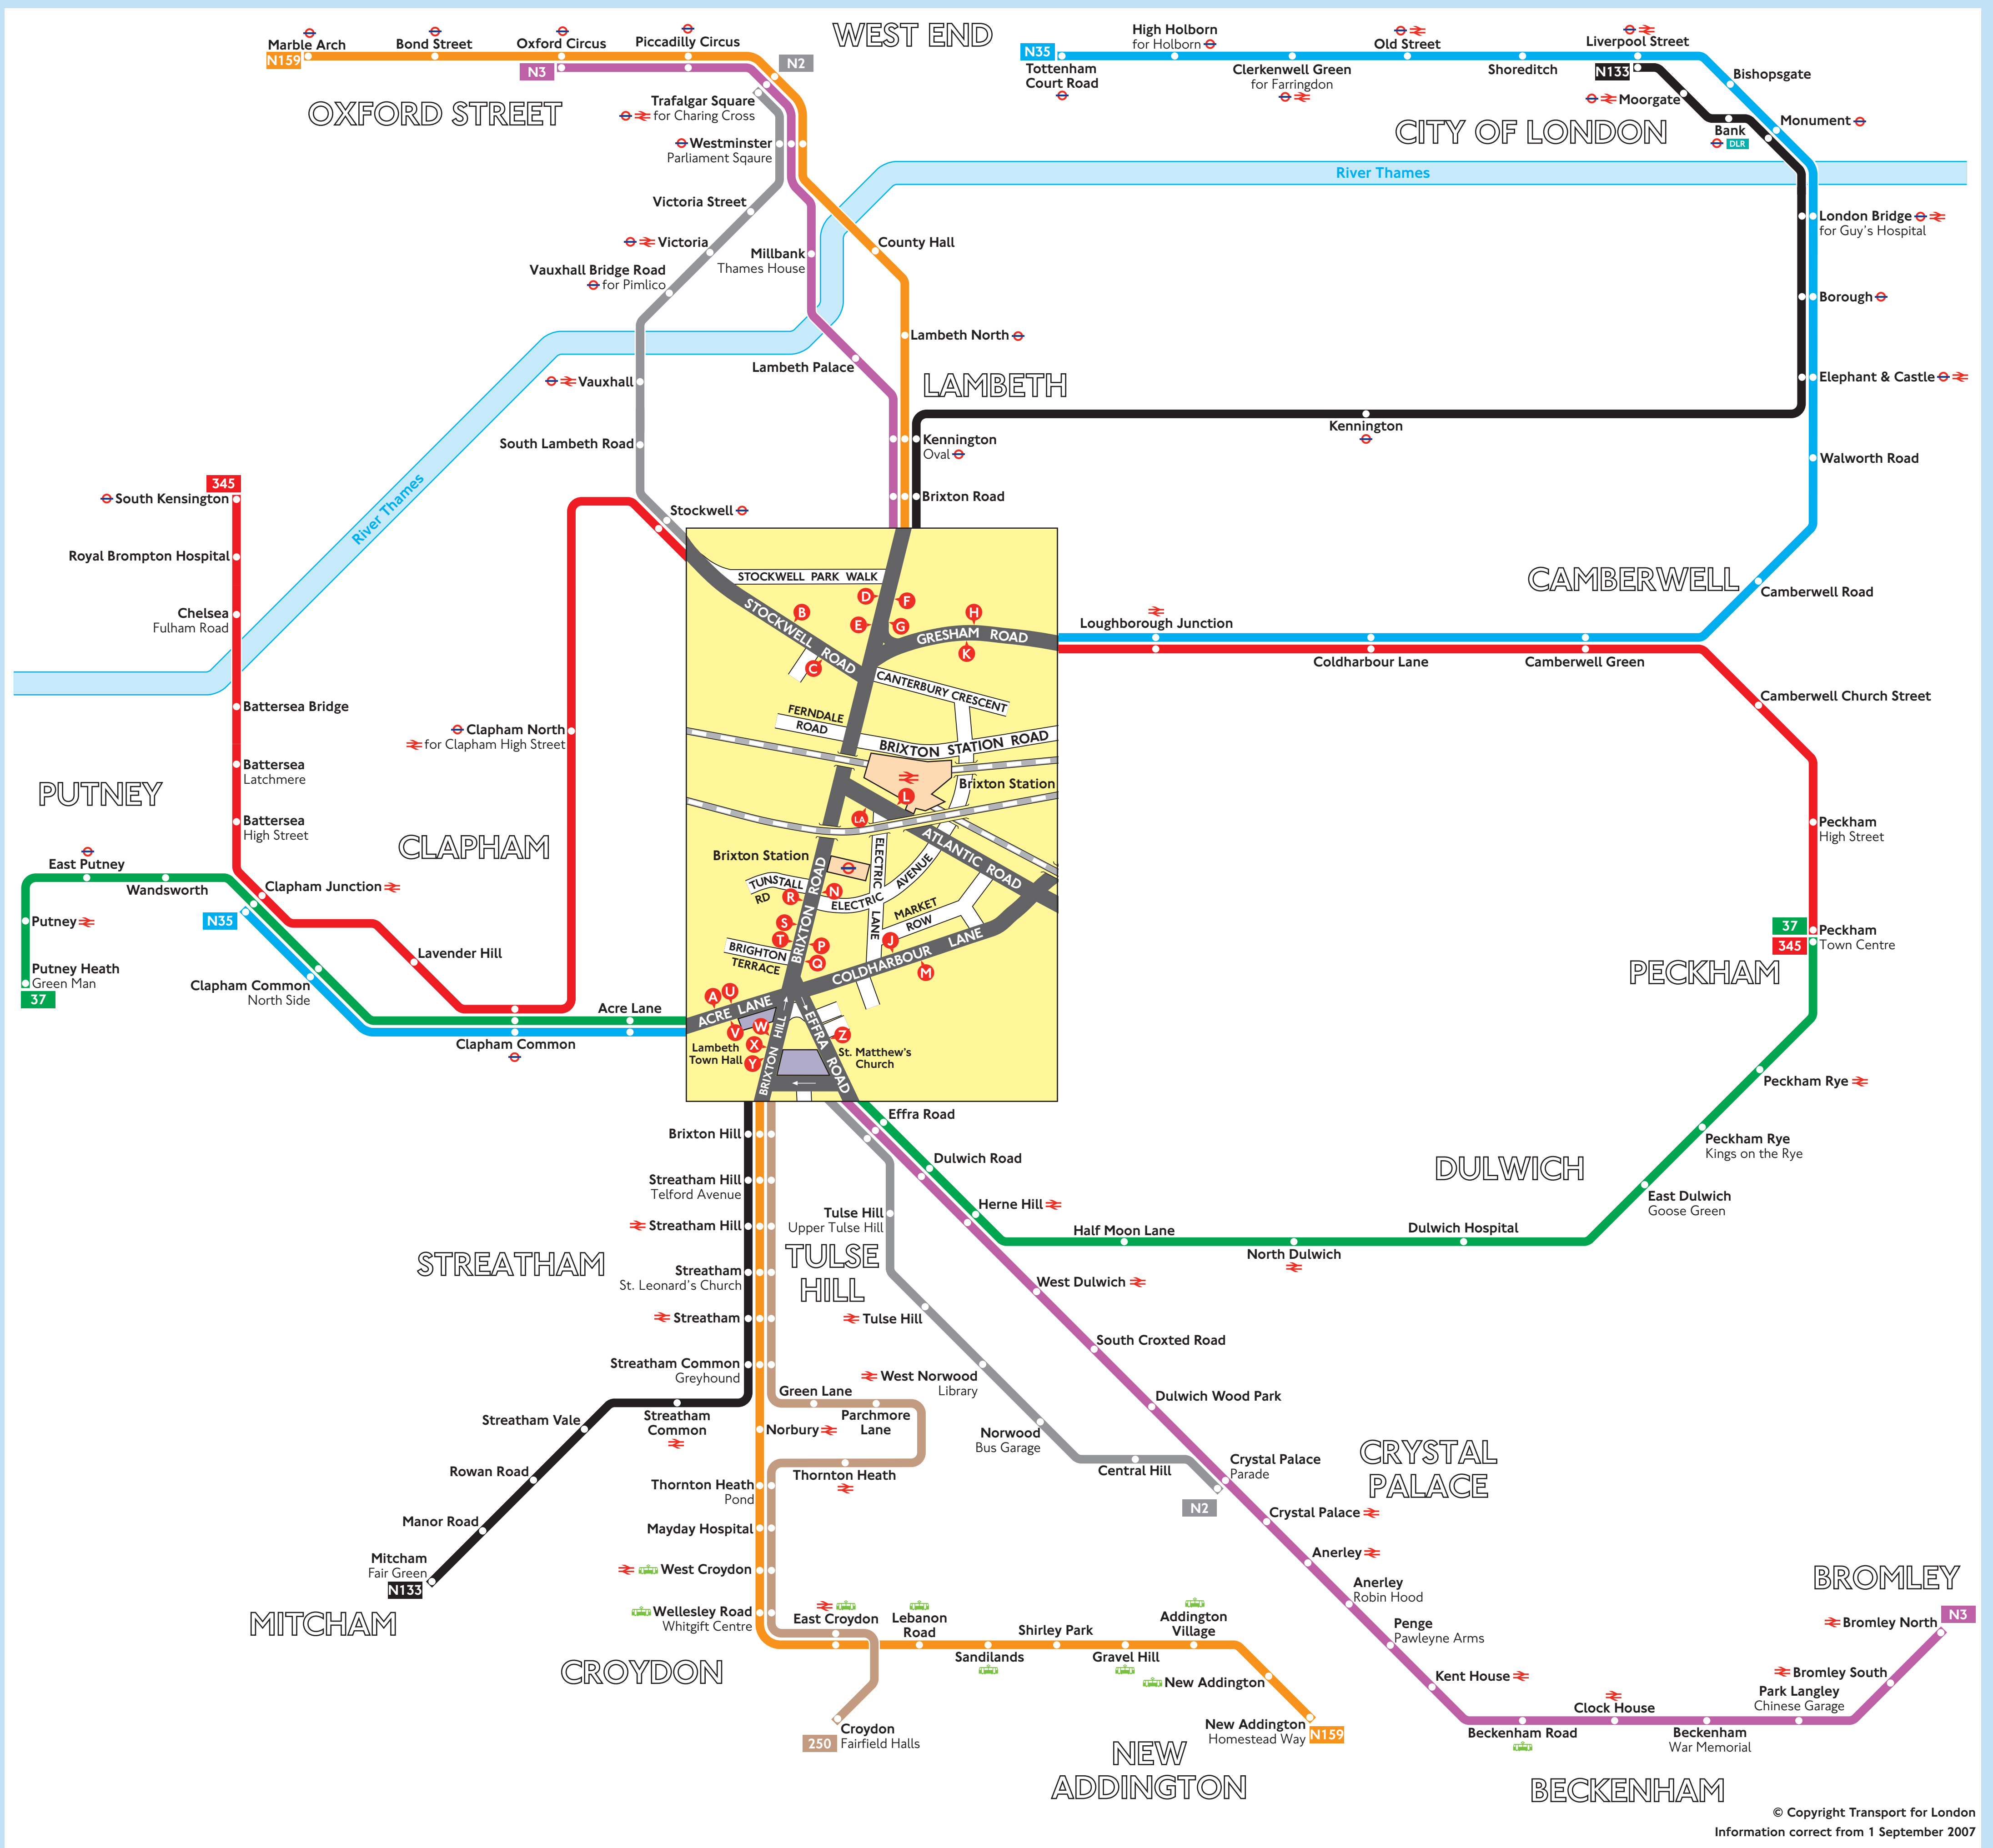 WEST END
Marble Arch
N159
Bond Street
Oxford Circus
N3
Piccadilly Circus
N2
OXFORD STREET
Trafalgar Square
for Charing Cross
Westminster
Parliament Sqaure
Victoria Street
Victoria
Vauxhall Bridge Road
for Pimlico
Millbank
Thames House
County Hall
Lambeth North
Lambeth Palace
LAMBETH
Vauxhall
South Lambeth Road
Stockwell
Kennington
Oval
Brixton Road
Kennington
N35
Tottenham
Court Road
High Holborn
for Holborn
Clerkenwell Green
for Farringdon
Old Street
Shoreditch
Liverpool Street
N133
Moorgate
Bank
DLR
Bishopsgate
Monument
CITY OF LONDON
River Thames
London Bridge
for Guy's Hospital
Borough
Elephant & Castle
Walworth Road
CAMBERWELL
Camberwell Road
Loughborough Junction
Coldharbour Lane
Camberwell Green
Camberwell Church Street
Peckham
High Street
37
345
Peckham
Town Centre
PECKHAM
Peckham Rye
Peckham Rye
Kings on the Rye
East Dulwich
Goose Green
DULWICH
Dulwich Hospital
North Dulwich
Half Moon Lane
Herne Hill
Dulwich Road
Effra Road
345
South Kensington
Royal Brompton Hospital
Chelsea
Fulham Road
River Thames
Battersea Bridge
Battersea
Latchmere
Battersea
High Street
PUTNEY
East Putney
Wandsworth
Putney
Putney Heath
Green Man
37
N35
Clapham Junction
Lavender Hill
Clapham Common
North Side
CLAPHAM
Clapham North
for Clapham High Street
Clapham Common
Acre Lane
STOCKWELL PARK WALK
STOCKWELL ROAD
GRESHAM ROAD
CANTERBURY CRESCENT
FERNDALE
ROAD
BRIXTON STATION ROAD
Brixton Station
ATLANTIC ROAD
Brixton Station
ELECTRIC LANE
ELECTRIC AVENUE
TUNSTALL
RD
BRIXTON ROAD
MARKET
ROW
BRIGHTON
TERRACE
COLDHARBOUR LANE
ACRE LANE
BRIXTON HILL
EFFRA ROAD
Lambeth
Town Hall
St. Matthew's
Church
B
C
D
E
F
G
H
K
L
LA
N
R
S
T
P
Q
J
M
A
U
V
W
X
Y
Z
Brixton Hill
Streatham Hill
Telford Avenue
Streatham Hill
STREATHAM
Streatham
St. Leonard's Church
Streatham
Streatham Common
Greyhound
Streatham
Common
Streatham Vale
Rowan Road
Manor Road
Mitcham
Fair Green
N133
MITCHAM
Green Lane
Parchmore
Lane
Norbury
Thornton Heath
Thornton Heath
Pond
Mayday Hospital
West Croydon
Wellesley Road
Whitgift Centre
East Croydon
CROYDON
250
Croydon
Fairfield Halls
Lebanon
Road
Sandilands
Shirley Park
Gravel Hill
Addington
Village
New Addington
New Addington
Homestead Way
N159
NEW
ADDINGTON
Tulse Hill
Upper Tulse Hill
TULSE
HILL
Tulse Hill
West Norwood
Library
Norwood
Bus Garage
Central Hill
N2
West Dulwich
South Croxted Road
Dulwich Wood Park
Crystal Palace
Parade
CRYSTAL
PALACE
Crystal Palace
Anerley
Anerley
Robin Hood
Penge
Pawleyne Arms
Kent House
Beckenham Road
Clock House
Beckenham
War Memorial
Park Langley
Chinese Garage
Bromley South
Bromley North
N3
BROMLEY
BECKENHAM
© Copyright Transport for London
Information correct from 1 September 2007